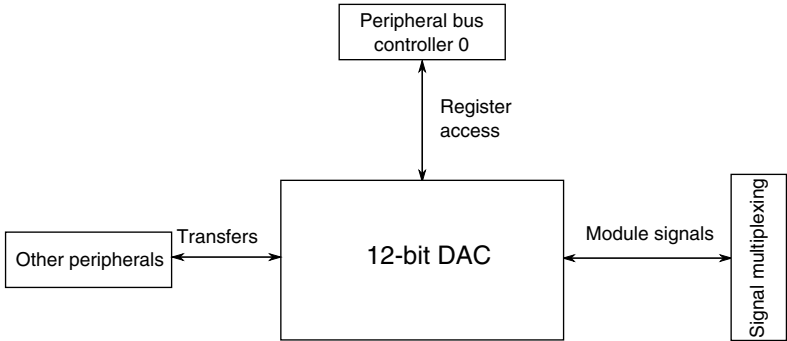 Peripheral bus
controller 0
Register
access
Transfers
Other peripherals
12-bit DAC
Module signals
Signal multiplexing